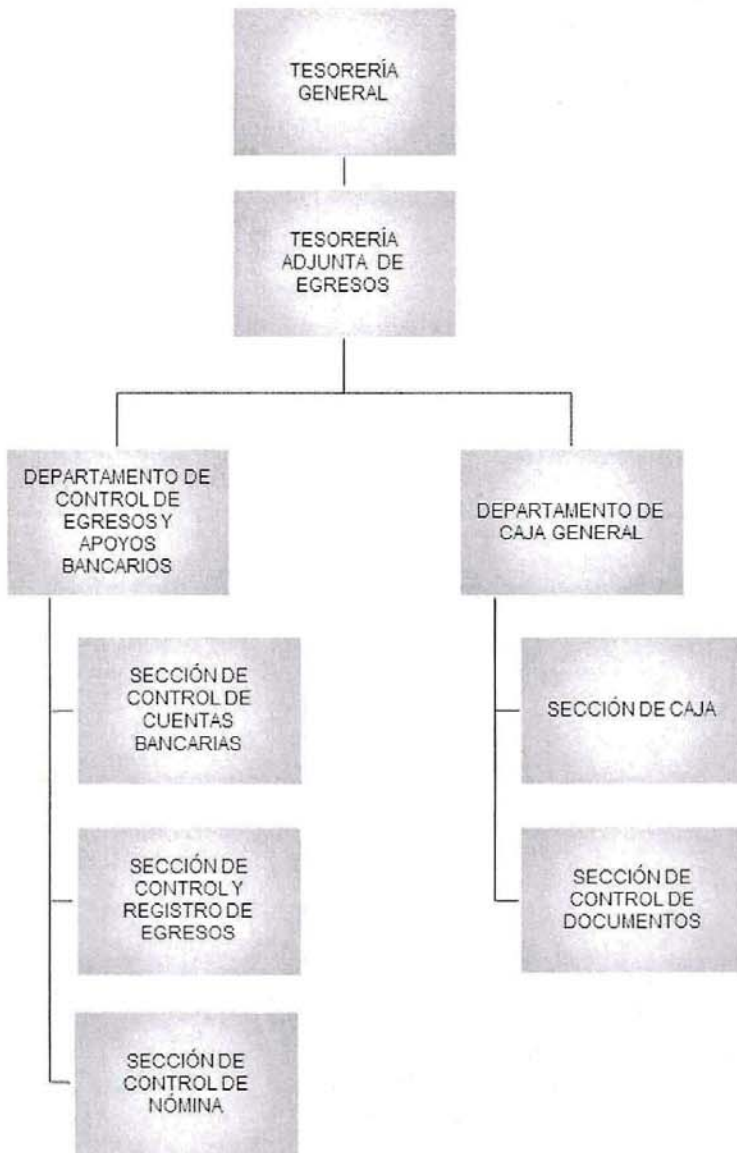 TESORERÍA
GENERAL
TESORERÍA
ADJUNTA DE
EGRESOS
DEPARTAMENTO DE
CONTROL DE
EGRESOS Y
APOYOS
BANCARIOS
DEPARTAMENTO DE
CAJA GENERAL
SECCIÓN DE
CONTROL DE
CUENTAS
BANCARIAS
SECCIÓN DE CAJA
SECCIÓN DE
CONTROL Y
REGISTRO DE
EGRESOS
SECCIÓN DE
CONTROL DE
DOCUMENTOS
SECCIÓN DE
CONTROL DE
NÓMINA